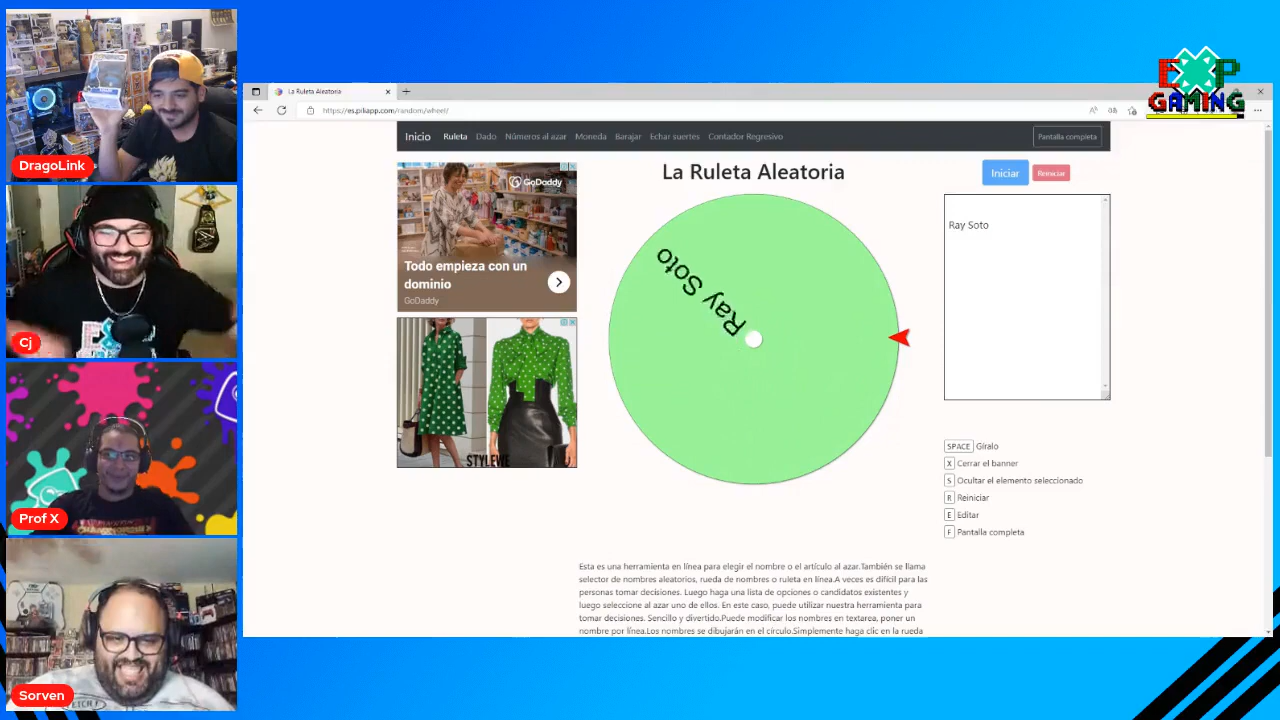 DragoLink
Cj
Prof X
Sorven
EXP
GAMING
La Ruleta Aleatoria
https://es.piliapp.com/random/wheel/
Inicio Ruleta Dado Números al azar Moneda Barajar Echar suertes Contador Regresivo Pantalla completa
GoDaddy
Todo empieza con un
dominio
GoDaddy
STYLEWE
La Ruleta Aleatoria
Ray Soto
Iniciar Reiniciar
Ray Soto
SPACE Gíralo
X Cerrar el banner
S Ocultar el elemento seleccionado
R Reiniciar
E Editar
F Pantalla completa
Esta es una herramienta en línea para elegir el nombre o el artículo al azar.También se llama
selector de nombres aleatorios, rueda de nombres o ruleta en línea.A veces es difícil para las
personas tomar decisiones. Luego haga una lista de opciones o candidatos existentes y
luego seleccione al azar uno de ellos. En este caso, puede utilizar nuestra herramienta para
tomar decisiones. Sencillo y divertido.Puede modificar los nombres en textarea, poner un
nombre por línea.Los nombres se dibujarán en el círculo.Simplemente haga clic en la rueda